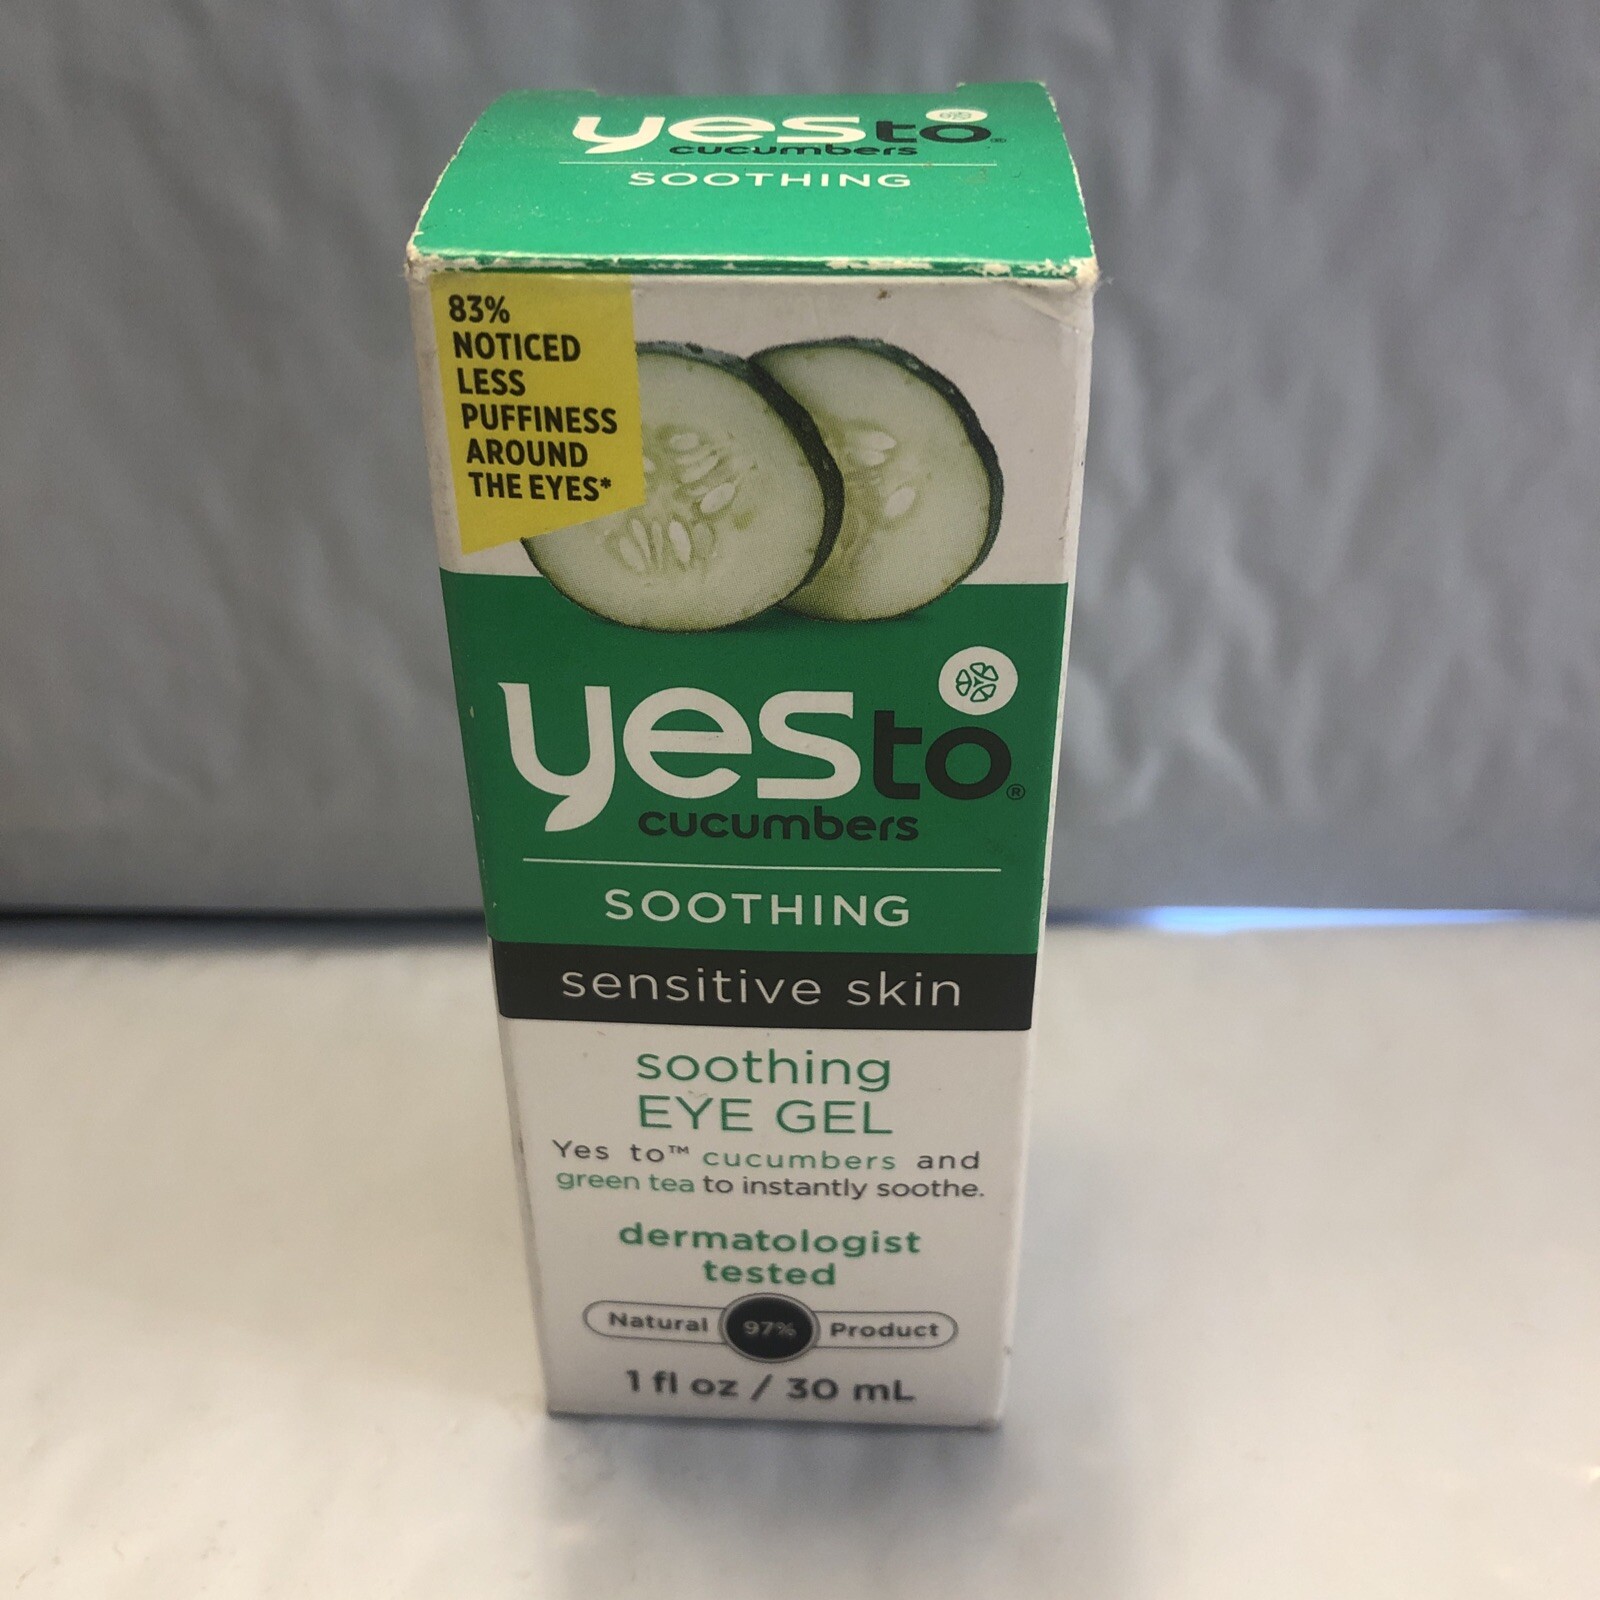 yes to®
cucumbers
SOOTHING
83%
NOTICED
LESS
PUFFINESS
AROUND
THE EYES*
yes to®
cucumbers
SOOTHING
sensitive skin
soothing
EYE GEL
Yes to™ cucumbers and
green tea to instantly soothe.
dermatologist
tested
Natural 97% Product
1 fl oz / 30 mL